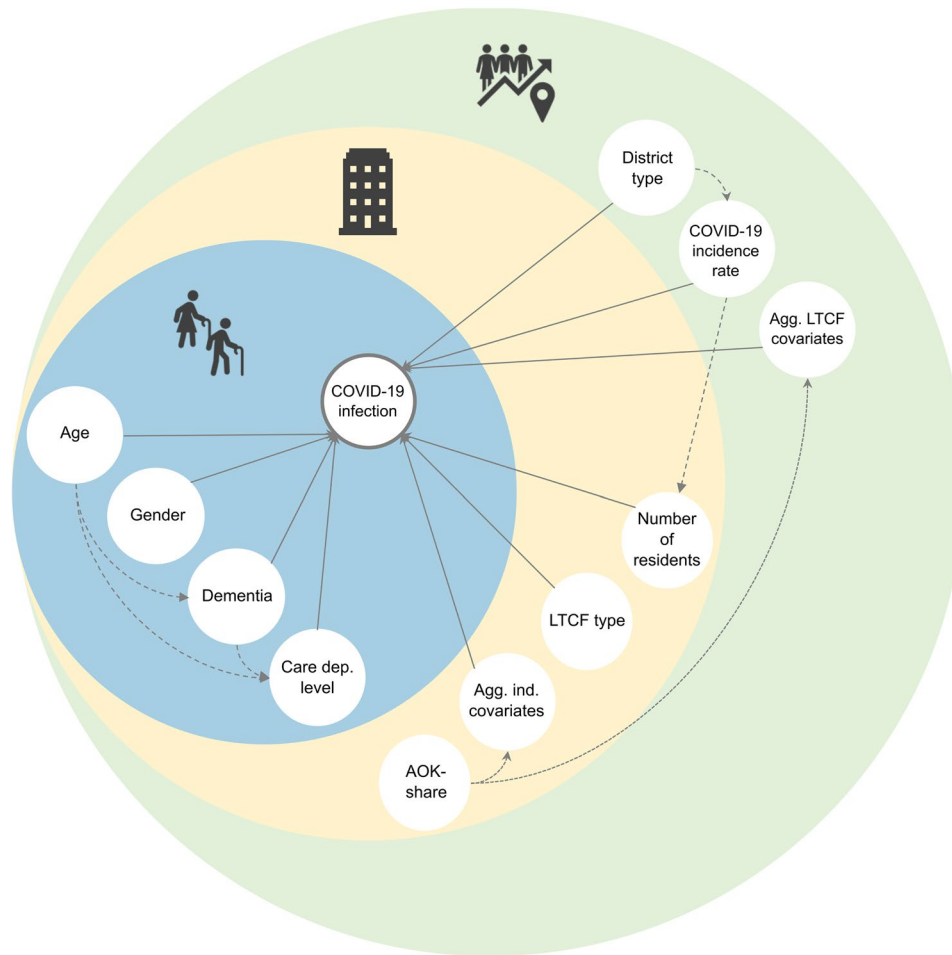 District
type
COVID-19
incidence
rate
Agg. LTCF
covariates
COVID-19
infection
Age
Gender
Number
of
residents
Dementia
LTCF type
Care dep.
level
Agg. ind.
covariates
AOK-
share